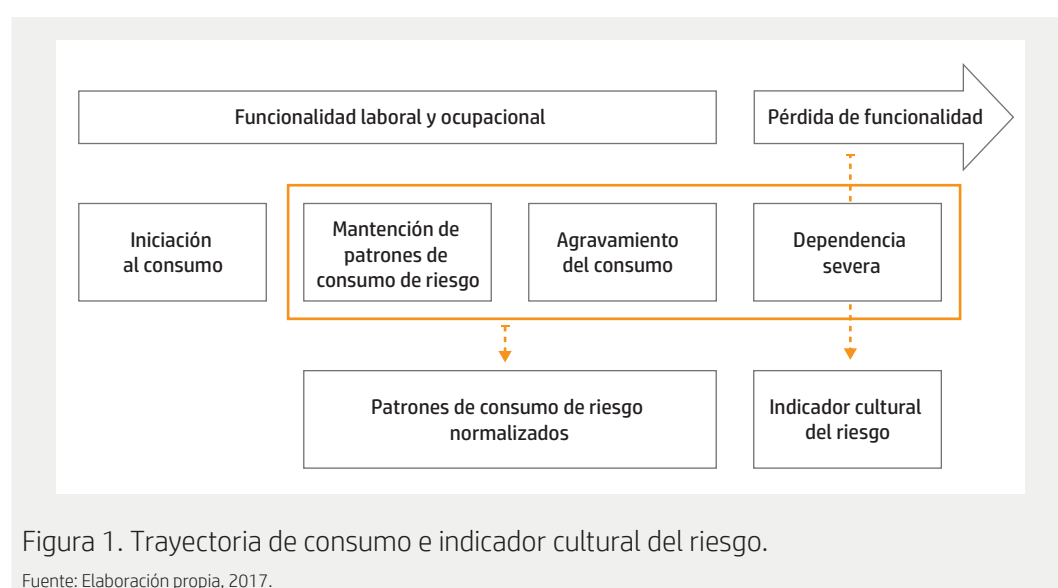 Funcionalidad laboral y ocupacional
Pérdida de funcionalidad
Iniciación
al consumo
Mantención de
patrones de
consumo de riesgo
Agravamiento
del consumo
Dependencia
severa
Patrones de consumo de riesgo
normalizados
Indicador cultural
del riesgo
Figura 1. Trayectoria de consumo e indicador cultural del riesgo.
Fuente: Elaboración propia, 2017.